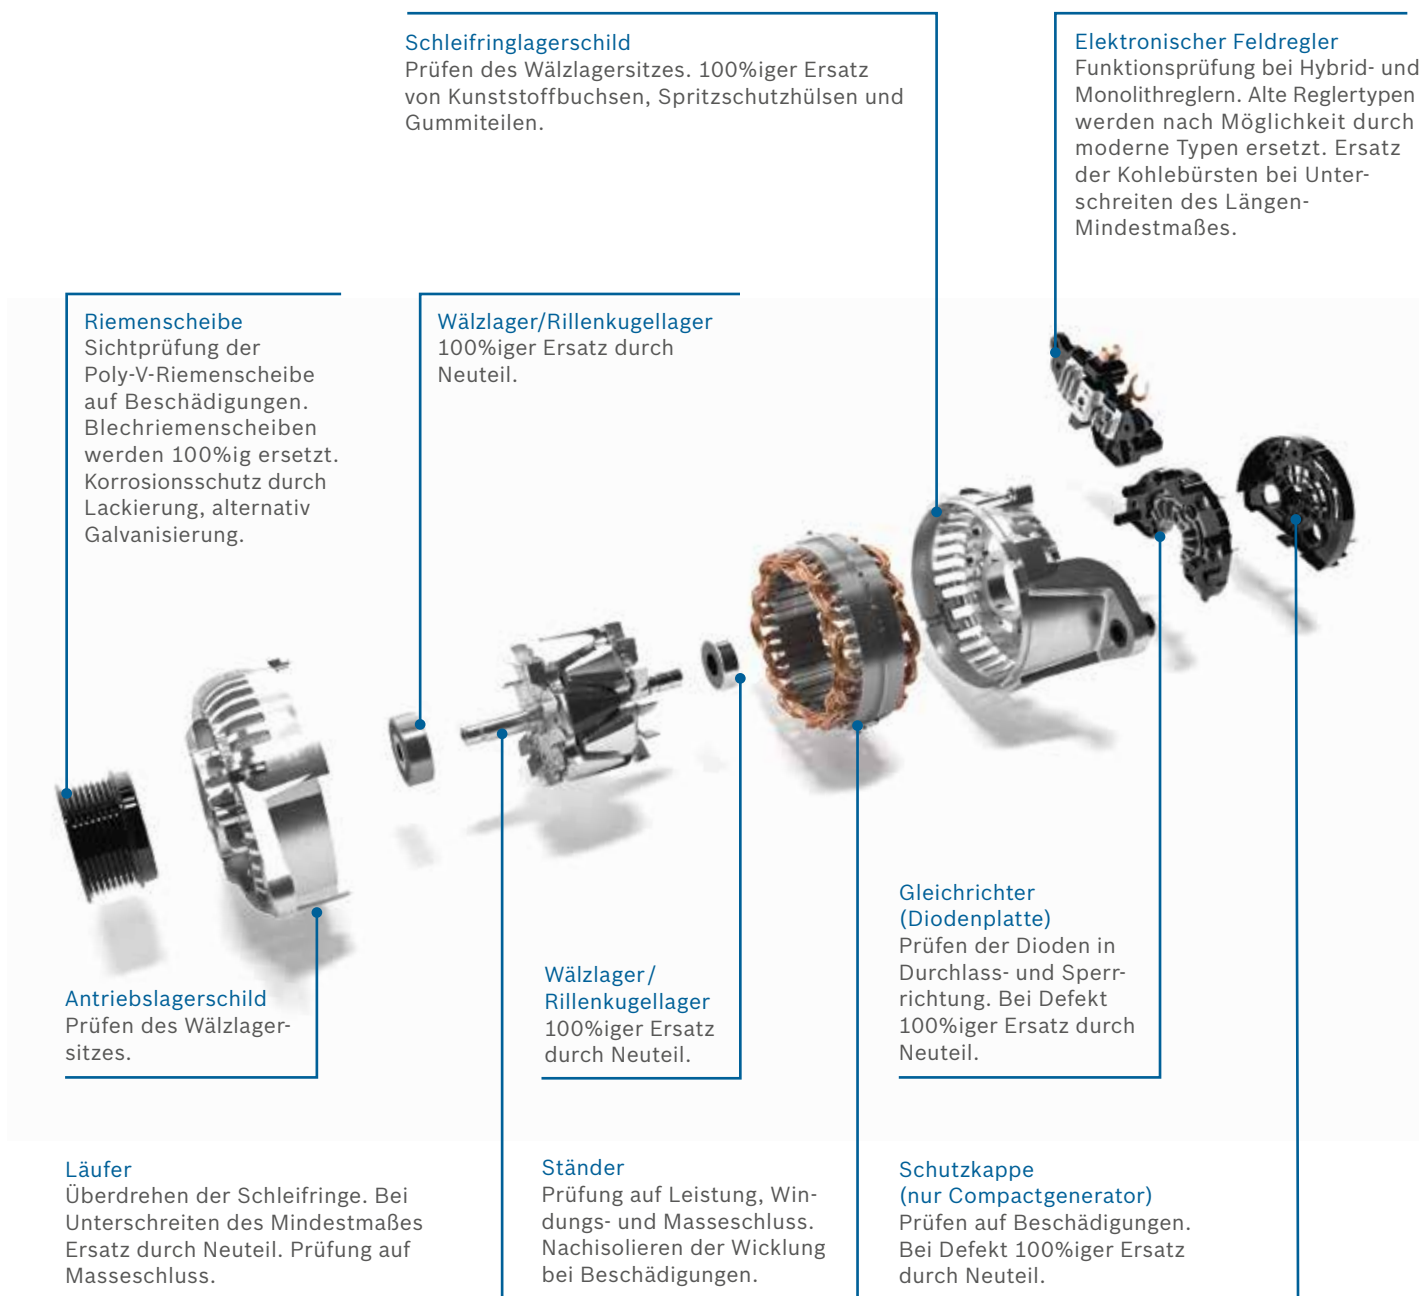 Schleifringlagerschild
Prüfen des Wälzlagersitzes. 100%iger Ersatz
von Kunststoffbuchsen, Spritzschutzhülsen und
Gummiteilen.
Elektronischer Feldregler
Funktionsprüfung bei Hybrid- und
Monolithreglern. Alte Reglertypen
werden nach Möglichkeit durch
moderne Typen ersetzt. Ersatz
der Kohlebürsten bei Unter-
schreiten des Längen-
Mindestmaßes.
Riemenscheibe
Sichtprüfung der
Poly-V-Riemenscheibe
auf Beschädigungen.
Blechriemenscheiben
werden 100%ig ersetzt.
Korrosionsschutz durch
Lackierung, alternativ
Galvanisierung.
Wälzlager/Rillenkugellager
100%iger Ersatz durch
Neuteil.
Antriebslagerschild
Prüfen des Wälzlager-
sitzes.
Wälzlager/
Rillenkugellager
100%iger Ersatz
durch Neuteil.
Gleichrichter
(Diodenplatte)
Prüfen der Dioden in
Durchlass- und Sperr-
richtung. Bei Defekt
100%iger Ersatz durch
Neuteil.
Läufer
Überdrehen der Schleifringe. Bei
Unterschreiten des Mindestmaßes
Ersatz durch Neuteil. Prüfung auf
Masseschluss.
Ständer
Prüfung auf Leistung, Win-
dungs- und Masseschluss.
Nachisolieren der Wicklung
bei Beschädigungen.
Schutzkappe
(nur Compactgenerator)
Prüfen auf Beschädigungen.
Bei Defekt 100%iger Ersatz
durch Neuteil.